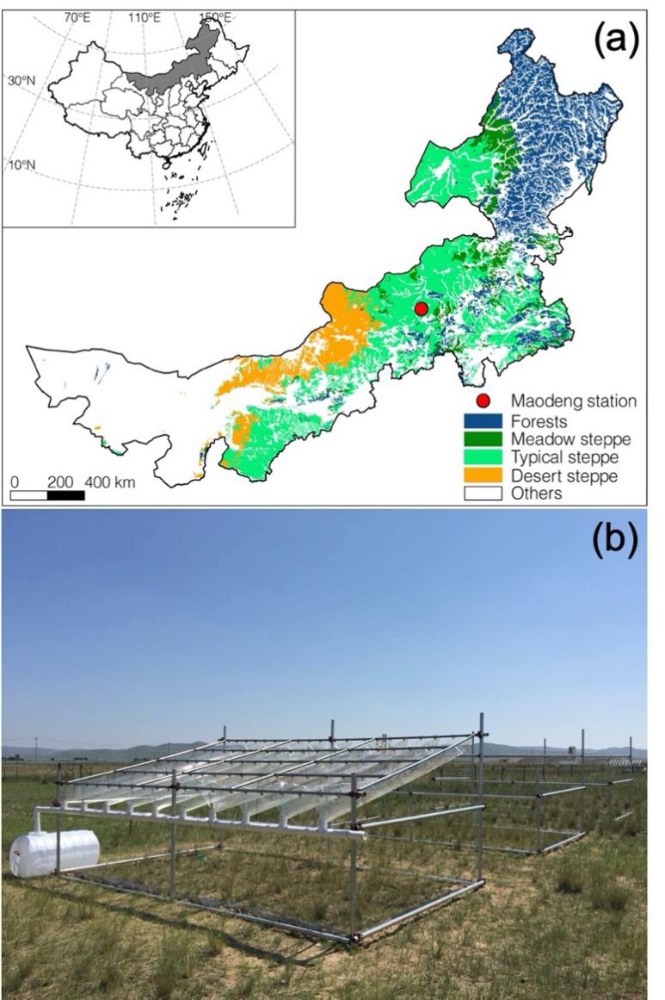 70°E 110°E 150°E
(a)
30°N
10°N
Maodeng station
Forests
Meadow steppe
Typical steppe
Desert steppe
Others
0 200 400 km
(b)